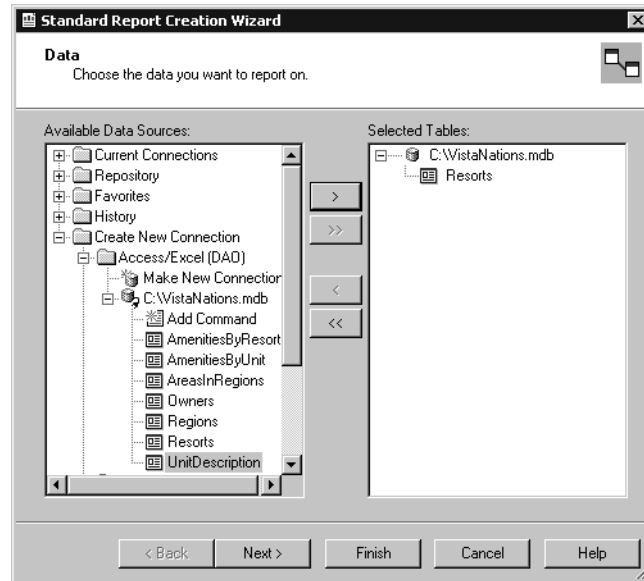 Standard Report Creation Wizard
Data
Choose the data you want to report on.
Available Data Sources:
Current Connections
Repository
Favorites
History
Create New Connection
Access/Excel (DAO)
Make New Connection
C:\VistaNations.mdb
Add Command
AmenitiesByResort
AmenitiesByUnit
AreasInRegions
Owners
Regions
Resorts
UnitDescription
>
>>
<
<<
Selected Tables:
C:\VistaNations.mdb
Resorts
< Back
Next >
Finish
Cancel
Help